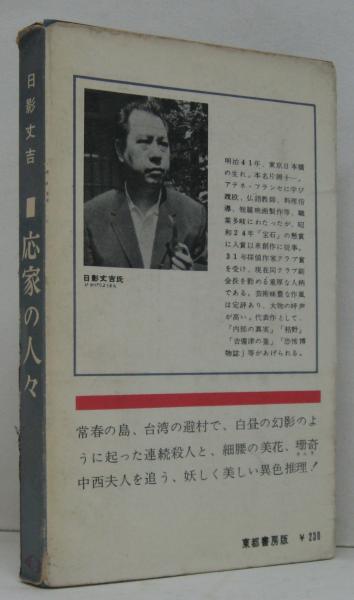 日影丈吉
応家の人々
明治41年、東京日本橋
の生れ。本名片岡十一。
アテネ・フランセに学び
渡欧、仏語教師、料理指
導、短篇映画製作等、職
業多岐にわたったが、昭
和24年「宝石」の懸賞
に入賞以来創作に従事。
31年探偵作家クラブ賞
を受け、現在同クラブ副
会長を勤める重厚な人柄
である。芸術味豊な作風
は定評あり、大物の呼声
が高い。代表作として、
「内部の真実」「枯野」
「吉備津の釜」「恐怖博
物誌」等があげられる。
日影丈吉氏
常春の島、台湾の避村で、白昼の幻影のよ
うに起った連続殺人と、細腰の美花、珊奇
中西夫人を追う、妖しく美しい異色推理！
東都書房版 ¥230